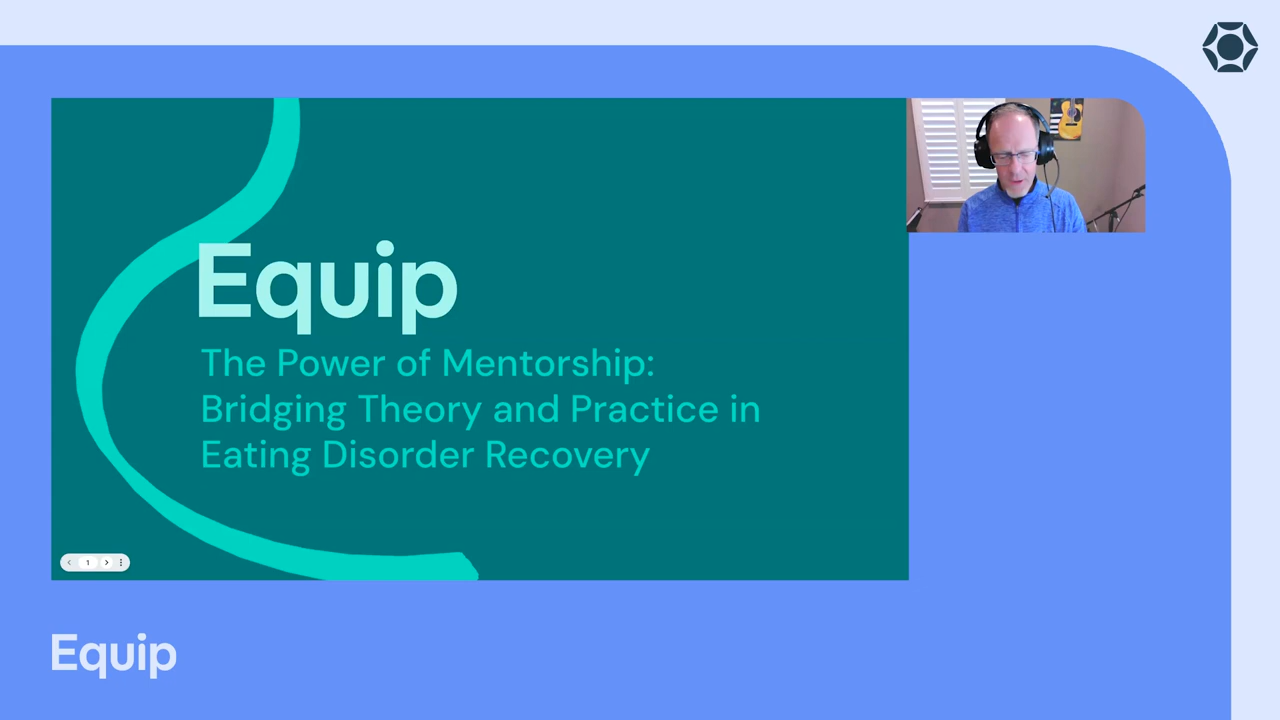 Equip
The Power of Mentorship:
Bridging Theory and Practice in
Eating Disorder Recovery
1
Equip